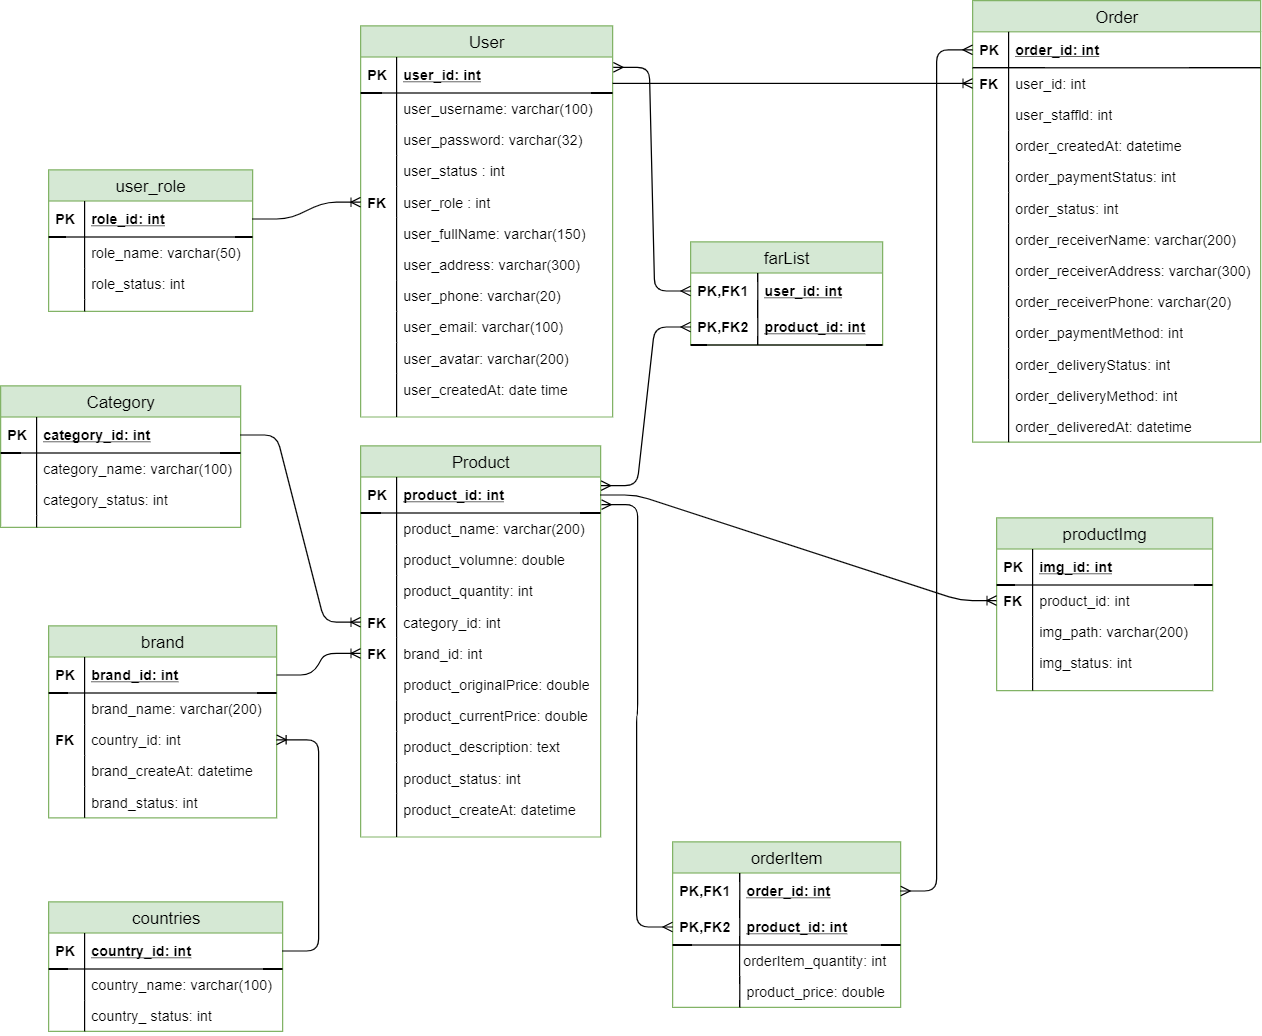 User
PK user_id: int
user_username: varchar(100)
user_password: varchar(32)
user_status : int
FK user_role : int
user_fullName: varchar(150)
user_address: varchar(300)
user_phone: varchar(20)
user_email: varchar(100)
user_avatar: varchar(200)
user_createdAt: date time
Order
PK order_id: int
FK user_id: int
user_staffId: int
order_createdAt: datetime
order_paymentStatus: int
order_status: int
order_receiverName: varchar(200)
order_receiverAddress: varchar(300)
order_receiverPhone: varchar(20)
order_paymentMethod: int
order_deliveryStatus: int
order_deliveryMethod: int
order_deliveredAt: datetime
user_role
PK role_id: int
role_name: varchar(50)
role_status: int
farList
PK,FK1 user_id: int
PK,FK2 product_id: int
Category
PK category_id: int
category_name: varchar(100)
category_status: int
Product
PK product_id: int
product_name: varchar(200)
product_volumne: double
product_quantity: int
FK category_id: int
FK brand_id: int
product_originalPrice: double
product_currentPrice: double
product_description: text
product_status: int
product_createAt: datetime
productImg
PK img_id: int
FK product_id: int
img_path: varchar(200)
img_status: int
brand
PK brand_id: int
brand_name: varchar(200)
FK country_id: int
brand_createAt: datetime
brand_status: int
orderItem
PK,FK1 order_id: int
PK,FK2 product_id: int
orderItem_quantity: int
product_price: double
countries
PK country_id: int
country_name: varchar(100)
country_ status: int